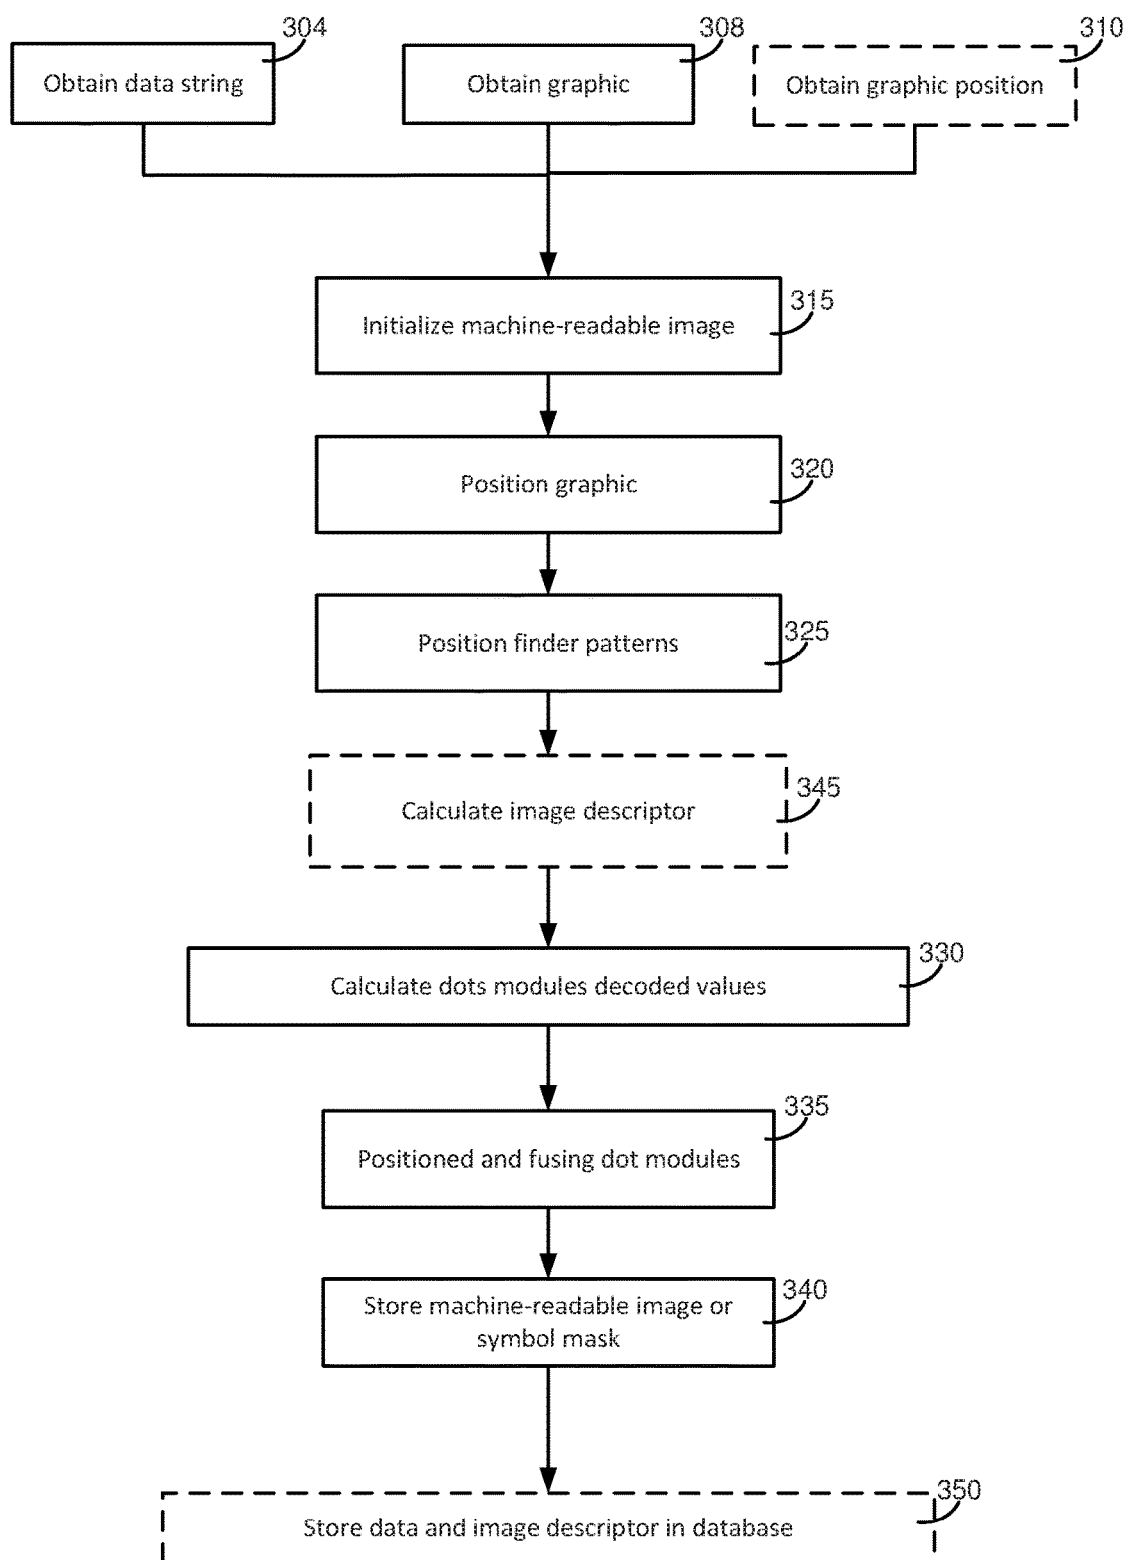 304
308
310
Obtain data string
Obtain graphic
Obtain graphic position
315
Initialize machine-readable image
320
Position graphic
325
Position finder patterns
345
Calculate image descriptor
330
Calculate dots modules decoded values
335
Positioned and fusing dot modules
340
Store machine-readable image or
symbol mask
350
Store data and image descriptor in database